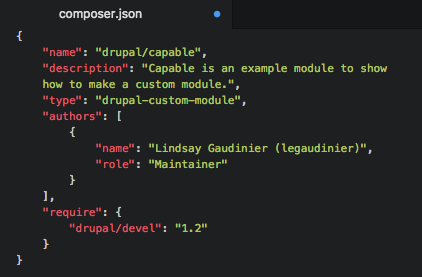 composer.json
{
"name": "drupal/capable",
"description": "Capable is an example module to show
how to make a custom module.",
"type": "drupal-custom-module",
"authors": [
{
"name": "Lindsay Gaudinier (legaudinier)",
"role": "Maintainer"
}
],
"require": {
"drupal/devel": "1.2"
}
}